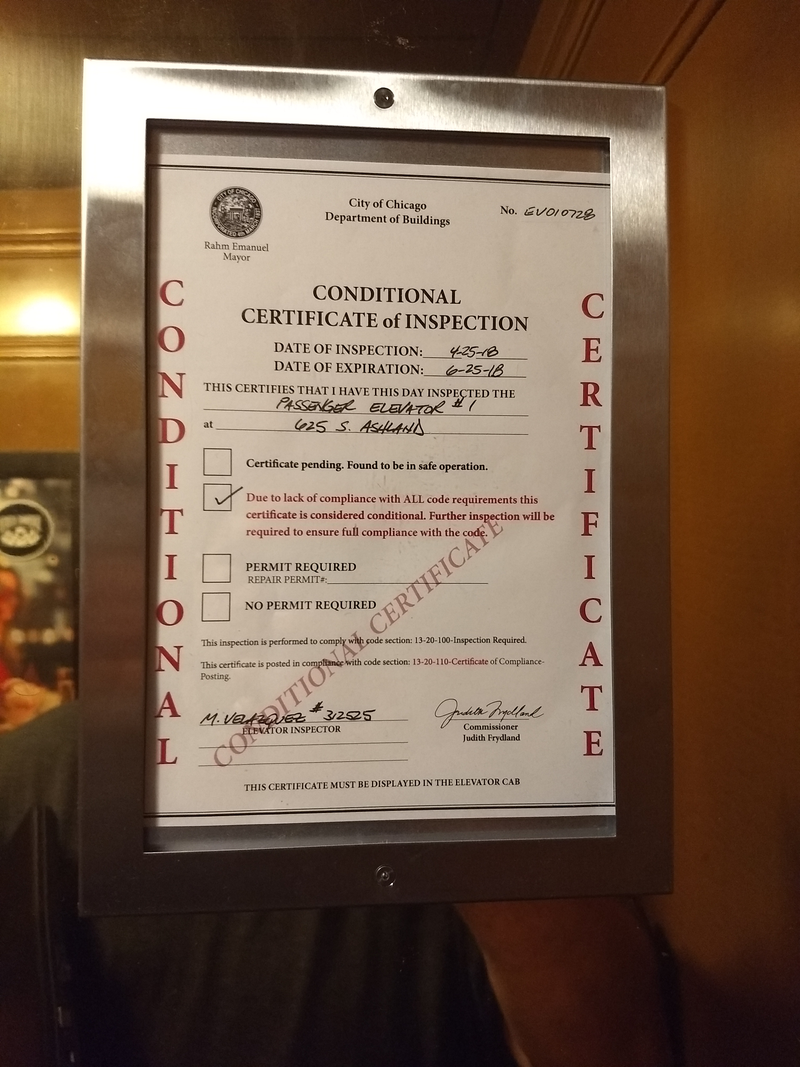 City of Chicago
Department of Buildings
No. EV010728
Rahm Emanuel
Mayor
CONDITIONAL
CERTIFICATE of INSPECTION
DATE OF INSPECTION: 4-25-18
DATE OF EXPIRATION: 6-25-18
THIS CERTIFIES THAT I HAVE THIS DAY INSPECTED THE
PASSENGER ELEVATOR #1
at 625 S. ASHLAND
Certificate pending. Found to be in safe operation.
Due to lack of compliance with ALL code requirements this
certificate is considered conditional. Further inspection will be
required to ensure full compliance with the code.
PERMIT REQUIRED
REPAIR PERMIT#:
NO PERMIT REQUIRED
This inspection is performed to comply with code section: 13-20-100-Inspection Required.
This certificate is posted in compliance with code section: 13-20-110-Certificate of Compliance-
Posting.
M. VELAZQUEZ # 312525
ELEVATOR INSPECTOR
Judith Frydland
Commissioner
Judith Frydland
THIS CERTIFICATE MUST BE DISPLAYED IN THE ELEVATOR CAB
CONDITIONAL
CERTIFICATE
CONDITIONAL CERTIFICATE